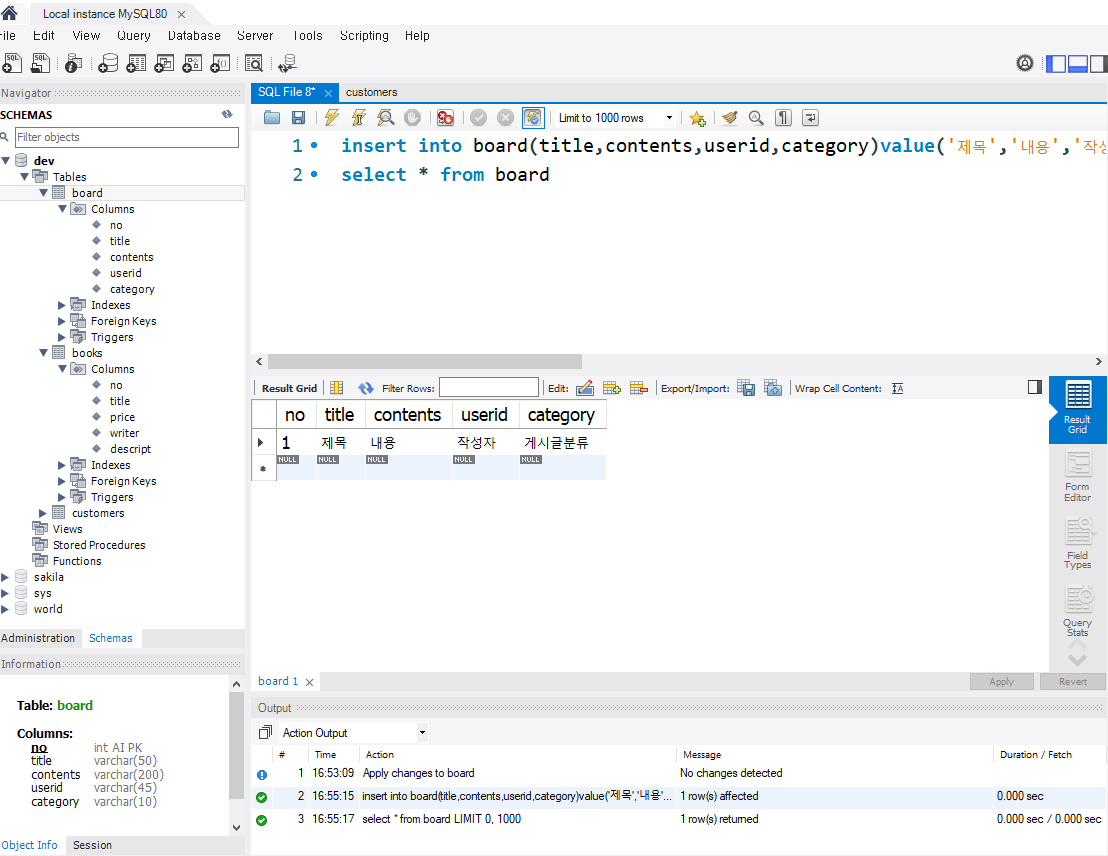 Local instance MySQL80
ile Edit View Query Database Server Tools Scripting Help
Navigator
SCHEMAS
Filter objects
dev
Tables
board
Columns
no
title
contents
userid
category
Indexes
Foreign Keys
Triggers
books
Columns
no
title
price
writer
descript
Indexes
Foreign Keys
Triggers
customers
Views
Stored Procedures
Functions
sakila
sys
world
Administration Schemas
Information
Table: board
Columns:
no int AI PK
title varchar(50)
contents varchar(200)
userid varchar(45)
category varchar(10)
Object Info Session
SQL File 8* customers
Limit to 1000 rows
1 insert into board(title,contents,userid,category)value('제목','내용','작성
2 select * from board
Result Grid Filter Rows: Edit: Export/Import: Wrap Cell Content:
no title contents userid category
1 제목 내용 작성자 게시글분류
NULL NULL NULL NULL NULL
Result
Grid
Form
Editor
Field
Types
Query
Stats
board 1 Apply Revert
Output
Action Output
# Time Action Message Duration / Fetch
1 16:53:09 Apply changes to board No changes detected
2 16:55:15 insert into board(title,contents,userid,category)value('제목','내용'... 1 row(s) affected 0.000 sec
3 16:55:17 select * from board LIMIT 0, 1000 1 row(s) returned 0.000 sec / 0.000 sec